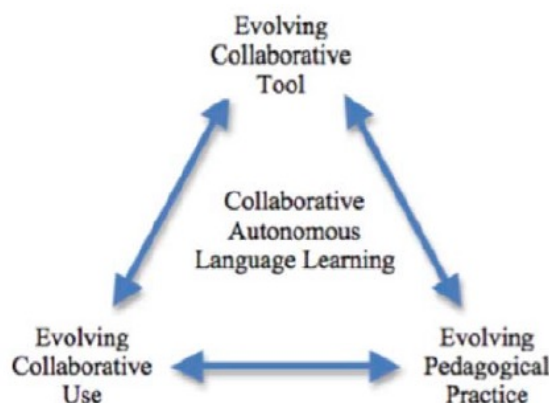 Evolving
Collaborative
Tool
Collaborative
Autonomous
Language Learning
Evolving
Collaborative
Use
Evolving
Pedagogical
Practice